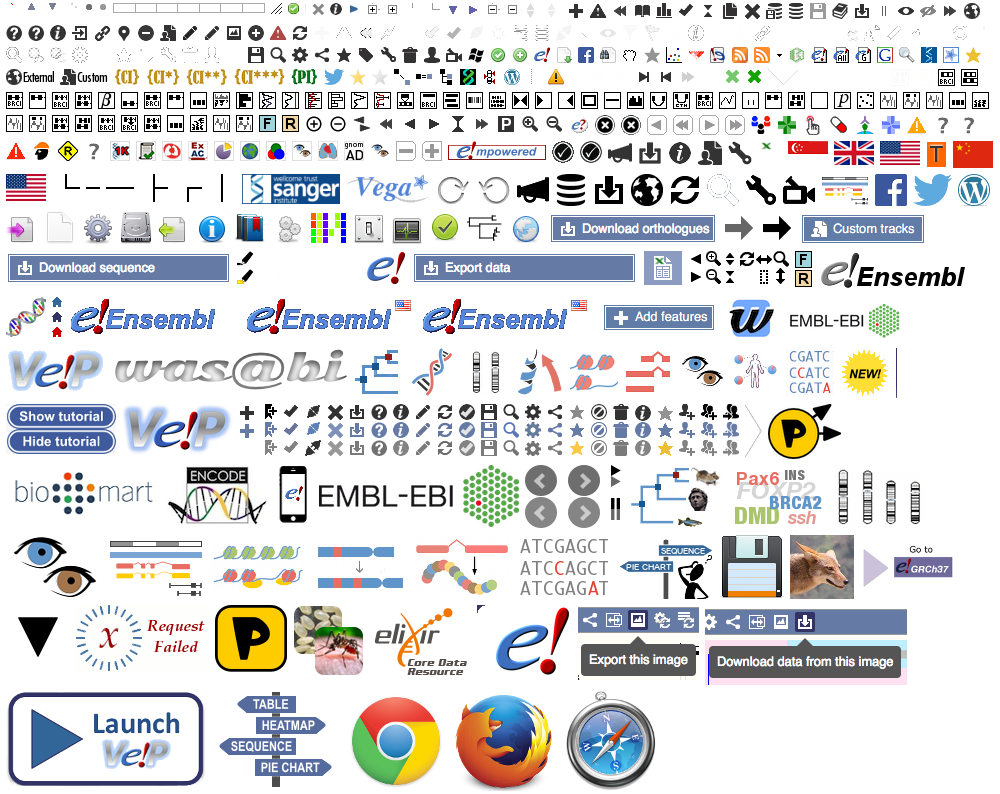 External Custom {CI} {CI*} {CI**} {CI***} {PI}
BRCI
F R
P
R ? Ex AC gnom AD e!mpowered T
wellcome trust sanger institute Vega
Download orthologues Custom tracks
Download sequence e! Export data F R e!Ensembl
e!Ensembl e!Ensembl e!Ensembl Add features w EMBL-EBI
Ve!P was@bi CGATC
CCATC
CGATA
NEW!
Show tutorial
Hide tutorial
Ve!P P
bio mart ENCODE e! EMBL-EBI Pax6 INS
FOXP2
BRCA2
DMD ssh
ATCGAGCT
ATCCAGCT
ATCGAGAT
SEQUENCE
PIE CHART
Go to
e!GRCh37
x Request
Failed
P
elixir
Core Data
Resource
e!
Export this image
Download data from this image
Launch
Ve!P
TABLE
HEATMAP
SEQUENCE
PIE CHART